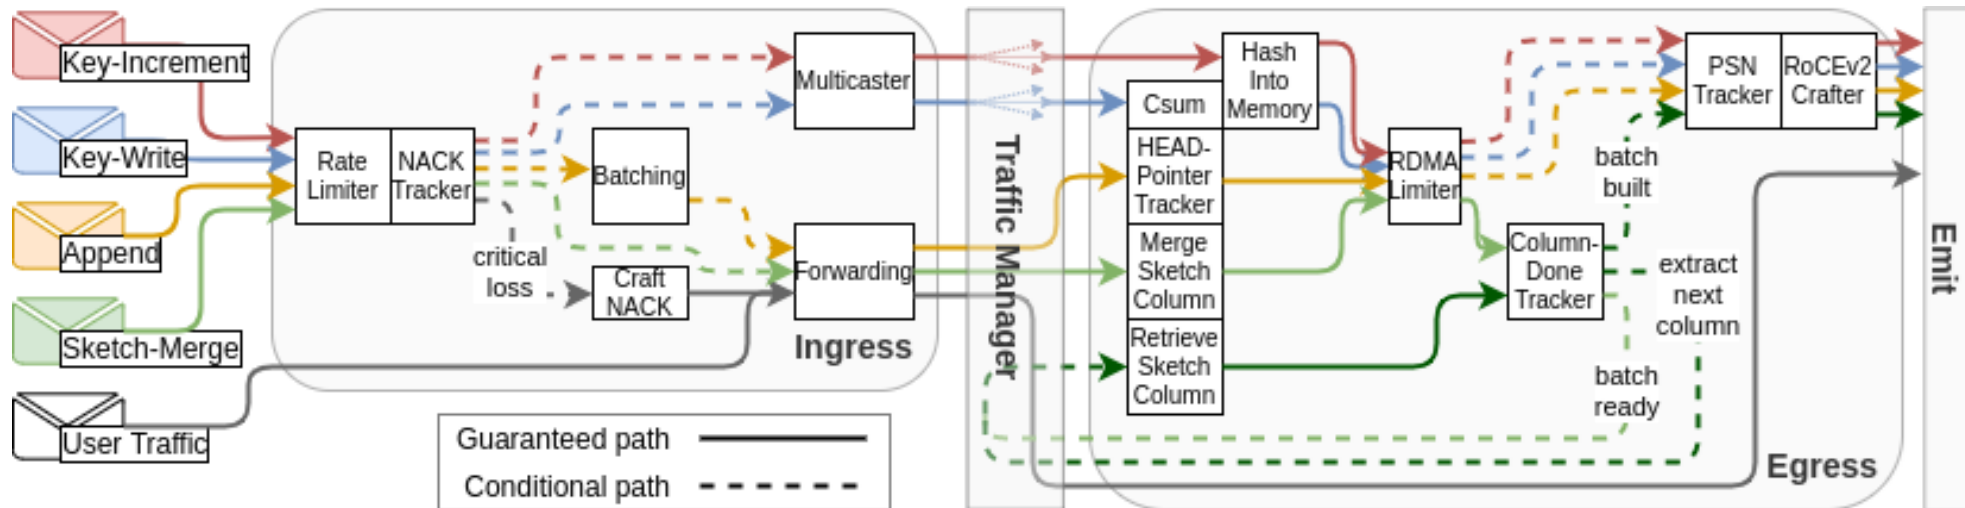 Key-Increment
Key-Write
Append
Sketch-Merge
User Traffic
Rate
Limiter
NACK
Tracker
critical
loss
Batching
Craft
NACK
Multicaster
Forwarding
Ingress
Guaranteed path
Conditional path
Traffic Manager
Hash
Into
Memory
Csum
HEAD-
Pointer
Tracker
Merge
Sketch
Column
Retrieve
Sketch
Column
RDMA
Limiter
Column-
Done
Tracker
batch
built
extract
next
column
batch
ready
PSN
Tracker
RoCEv2
Crafter
Egress
Emit